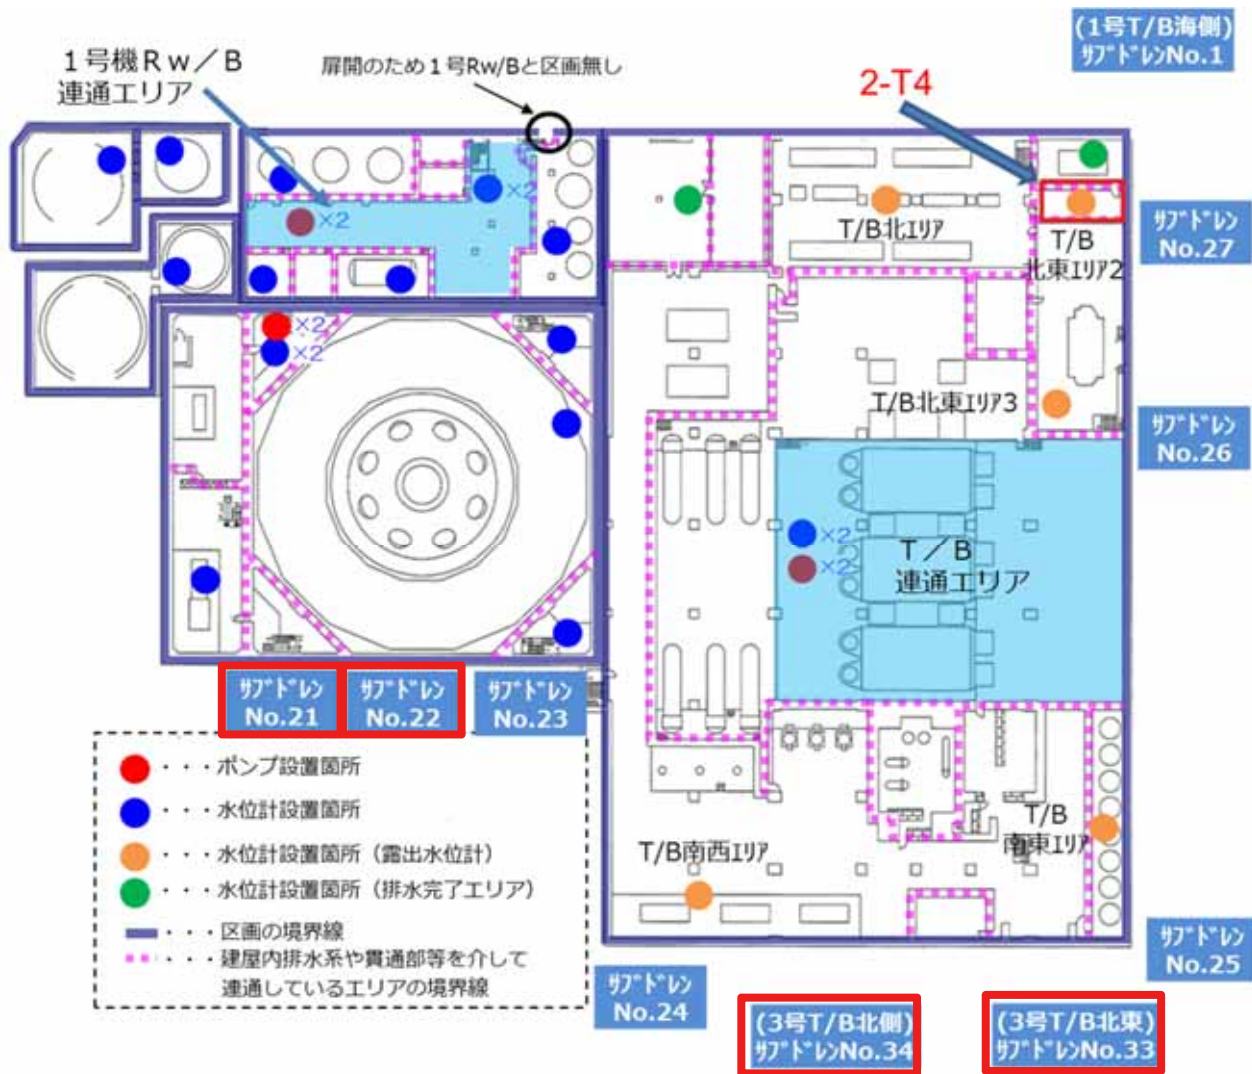 (1号T/B海側)
ｻﾌﾞﾄﾞﾚﾝNo.1
1号機Rw/B
連通エリア
扉開のため1号Rw/Bと区画無し
2-T4
×2
×2
T/B北ｴﾘｱ
T/B
北東ｴﾘｱ2
ｻﾌﾞﾄﾞﾚﾝ
No.27
×2
×2
T/B北東ｴﾘｱ3
ｻﾌﾞﾄﾞﾚﾝ
No.26
×2
×2
T/B
連通エリア
ｻﾌﾞﾄﾞﾚﾝ
No.21
ｻﾌﾞﾄﾞﾚﾝ
No.22
ｻﾌﾞﾄﾞﾚﾝ
No.23
・・・ポンプ設置箇所
・・・水位計設置箇所
・・・水位計設置箇所（露出水位計）
・・・水位計設置箇所（排水完了エリア）
・・・区画の境界線
・・・建屋内排水系や貫通部等を介して
連通しているエリアの境界線
T/B南西ｴﾘｱ
T/B
南東ｴﾘｱ
ｻﾌﾞﾄﾞﾚﾝ
No.25
ｻﾌﾞﾄﾞﾚﾝ
No.24
(3号T/B北側)
ｻﾌﾞﾄﾞﾚﾝNo.34
(3号T/B北東)
ｻﾌﾞﾄﾞﾚﾝNo.33